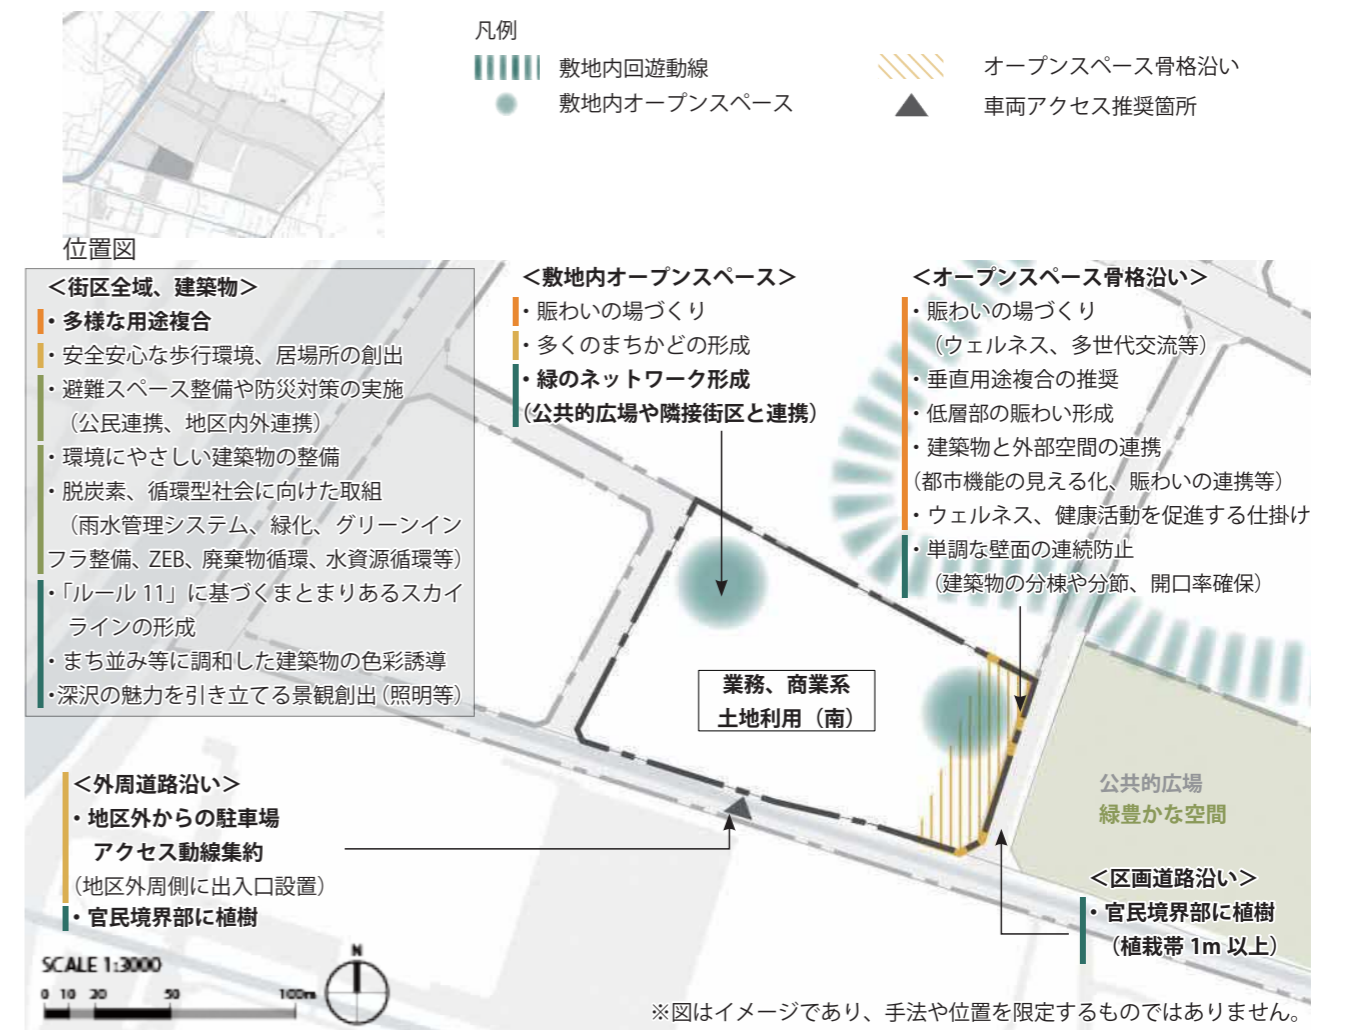 凡例
敷地内回遊動線
オープンスペース骨格沿い
敷地内オープンスペース
車両アクセス推奨箇所
位置図
＜街区全域、建築物＞
・多様な用途複合
・安全安心な歩行環境、居場所の創出
・避難スペース整備や防災対策の実施
（公民連携、地区内外連携）
・環境にやさしい建築物の整備
・脱炭素、循環型社会に向けた取組
（雨水管理システム、緑化、グリーンイン
フラ整備、ZEB、廃棄物循環、水資源循環等）
・「ルール 11」に基づくまとまりあるスカイ
ラインの形成
・まち並み等に調和した建築物の色彩誘導
・深沢の魅力を引き立てる景観創出（照明等）
＜敷地内オープンスペース＞
・賑わいの場づくり
・多くのまちかどの形成
・緑のネットワーク形成
（公共的広場や隣接街区と連携）
＜オープンスペース骨格沿い＞
・賑わいの場づくり
（ウェルネス、多世代交流等）
・垂直用途複合の推奨
・低層部の賑わい形成
・建築物と外部空間の連携
（都市機能の見える化、賑わいの連携等）
・ウェルネス、健康活動を促進する仕掛け
・単調な壁面の連続防止
（建築物の分棟や分節、開口率確保）
業務、商業系
土地利用（南）
公共的広場
緑豊かな空間
＜外周道路沿い＞
・地区外からの駐車場
アクセス動線集約
（地区外周側に出入口設置）
・官民境界部に植樹
＜区画道路沿い＞
・官民境界部に植樹
（植栽帯 1m 以上）
SCALE 1:3000
0 10 20 50 100m
N
※図はイメージであり、手法や位置を限定するものではありません。